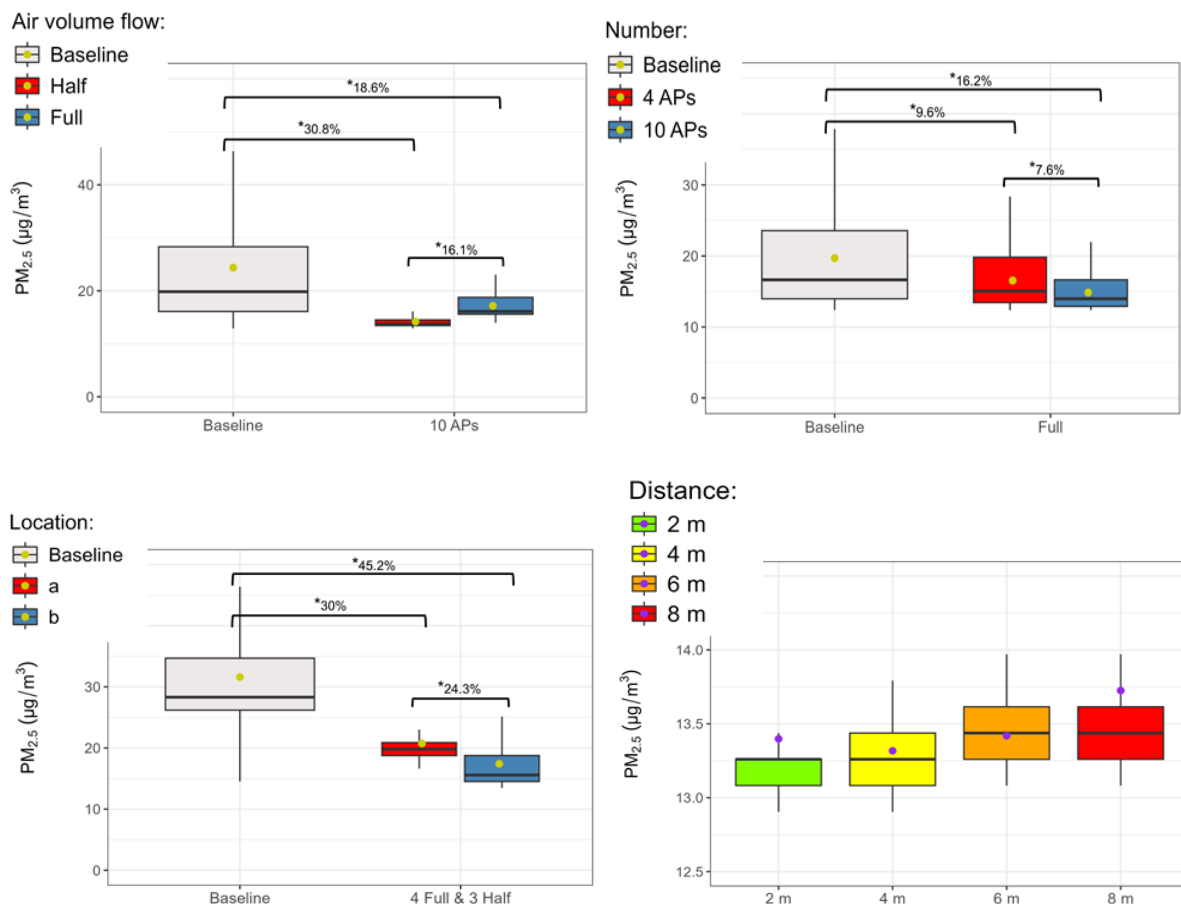 Air volume flow:
Baseline
Half
Full
*18.6%
*30.8%
*16.1%
PM2.5 (µg/m³)
40
20
0
Baseline
10 APs
Number:
Baseline
4 APs
10 APs
*16.2%
*9.6%
*7.6%
PM2.5 (µg/m³)
30
20
10
0
Baseline
Full
Location:
Baseline
a
b
*45.2%
*30%
*24.3%
PM2.5 (µg/m³)
30
20
10
0
Baseline
4 Full & 3 Half
Distance:
2 m
4 m
6 m
8 m
PM2.5 (µg/m³)
14.0
13.5
13.0
12.5
2 m
4 m
6 m
8 m